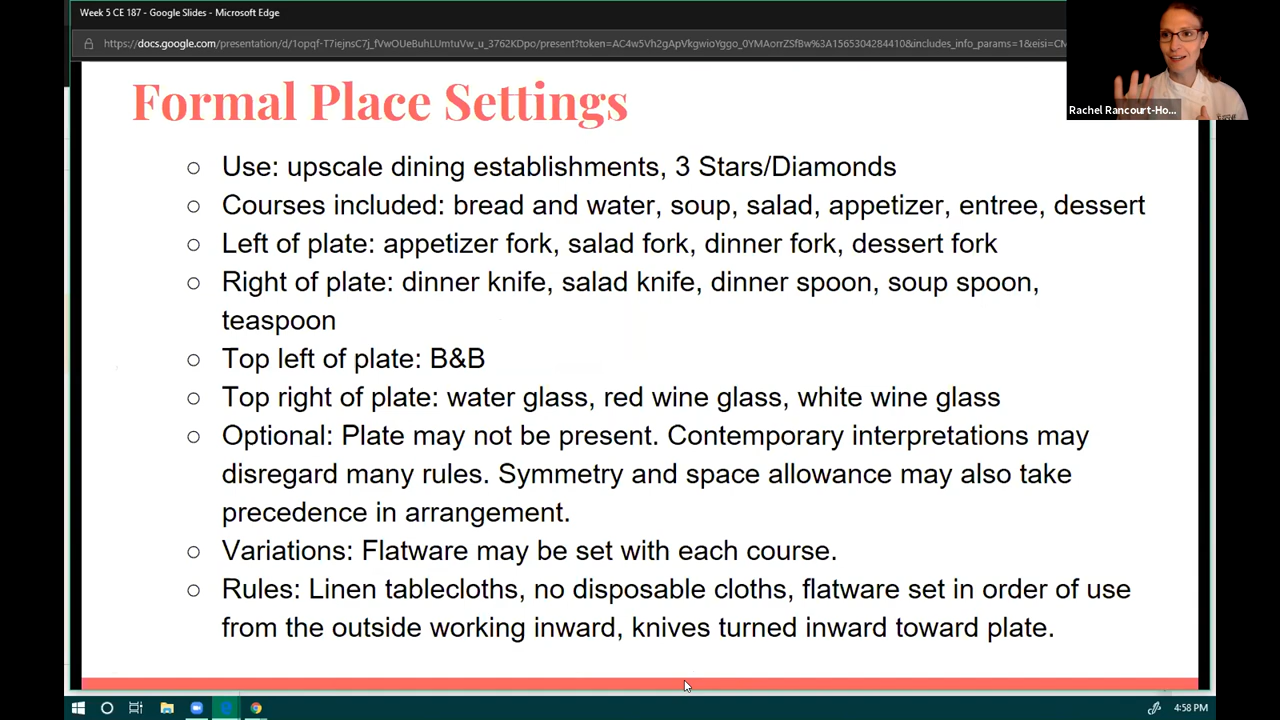 Week 5 CE 187 - Google Slides - Microsoft Edge
https://docs.google.com/presentation/d/1opqf-T7iejnsC7j_fVwOUeBuhLUmtuVw_u_3762KDpo/present?token=AC4w5Vh2gApVkgwioYggo_0YMAorrZSfBw%3A1565304284410&includes_info_params=1&eisi=CM
Rachel Rancourt-Ho...
Formal Place Settings
Use: upscale dining establishments, 3 Stars/Diamonds
Courses included: bread and water, soup, salad, appetizer, entree, dessert
Left of plate: appetizer fork, salad fork, dinner fork, dessert fork
Right of plate: dinner knife, salad knife, dinner spoon, soup spoon,
teaspoon
Top left of plate: B&B
Top right of plate: water glass, red wine glass, white wine glass
Optional: Plate may not be present. Contemporary interpretations may
disregard many rules. Symmetry and space allowance may also take
precedence in arrangement.
Variations: Flatware may be set with each course.
Rules: Linen tablecloths, no disposable cloths, flatware set in order of use
from the outside working inward, knives turned inward toward plate.
4:58 PM